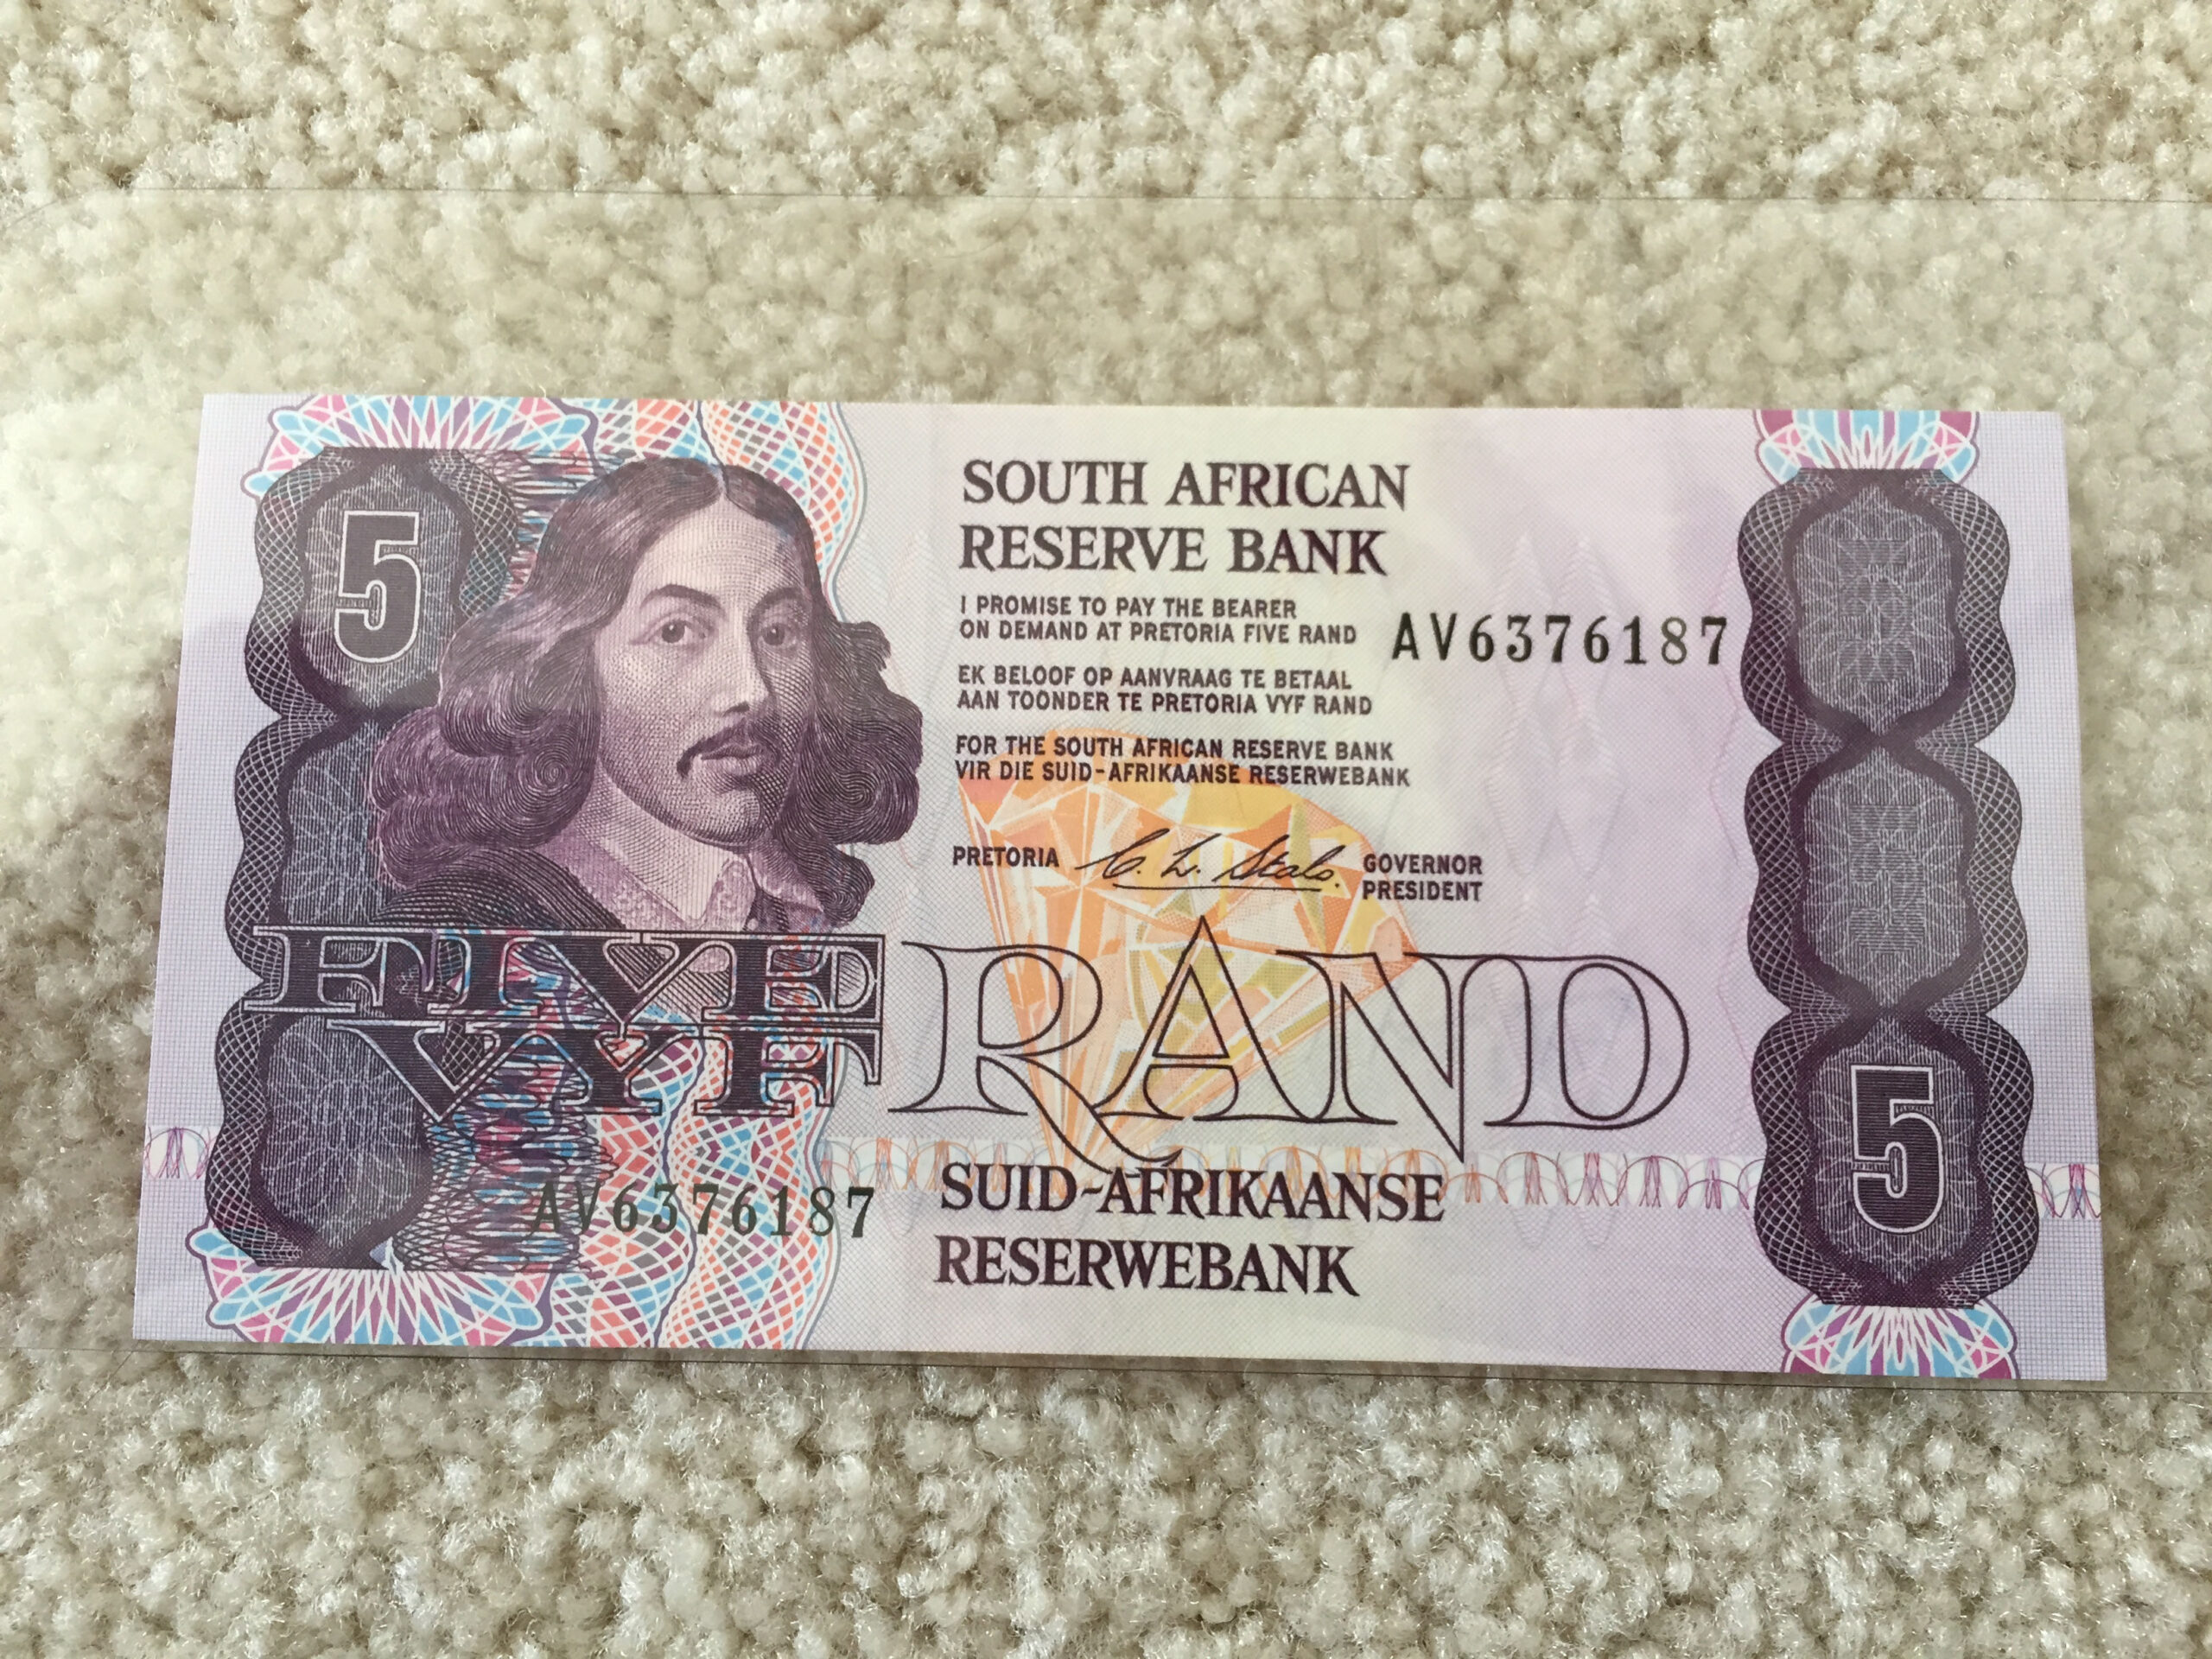 5
SOUTH AFRICAN
RESERVE BANK
I PROMISE TO PAY THE BEARER
ON DEMAND AT PRETORIA FIVE RAND
AV6376187
EK BELOOF OP AANVRAAG TE BETAAL
AAN TOONDER TE PRETORIA VYF RAND
FOR THE SOUTH AFRICAN RESERVE BANK
VIR DIE SUID-AFRIKAANSE RESERWEBANK
PRETORIA C. L. Stals. GOVERNOR
PRESIDENT
FIVE
VYF
RAND
5
AV6376187
SUID-AFRIKAANSE
RESERWEBANK